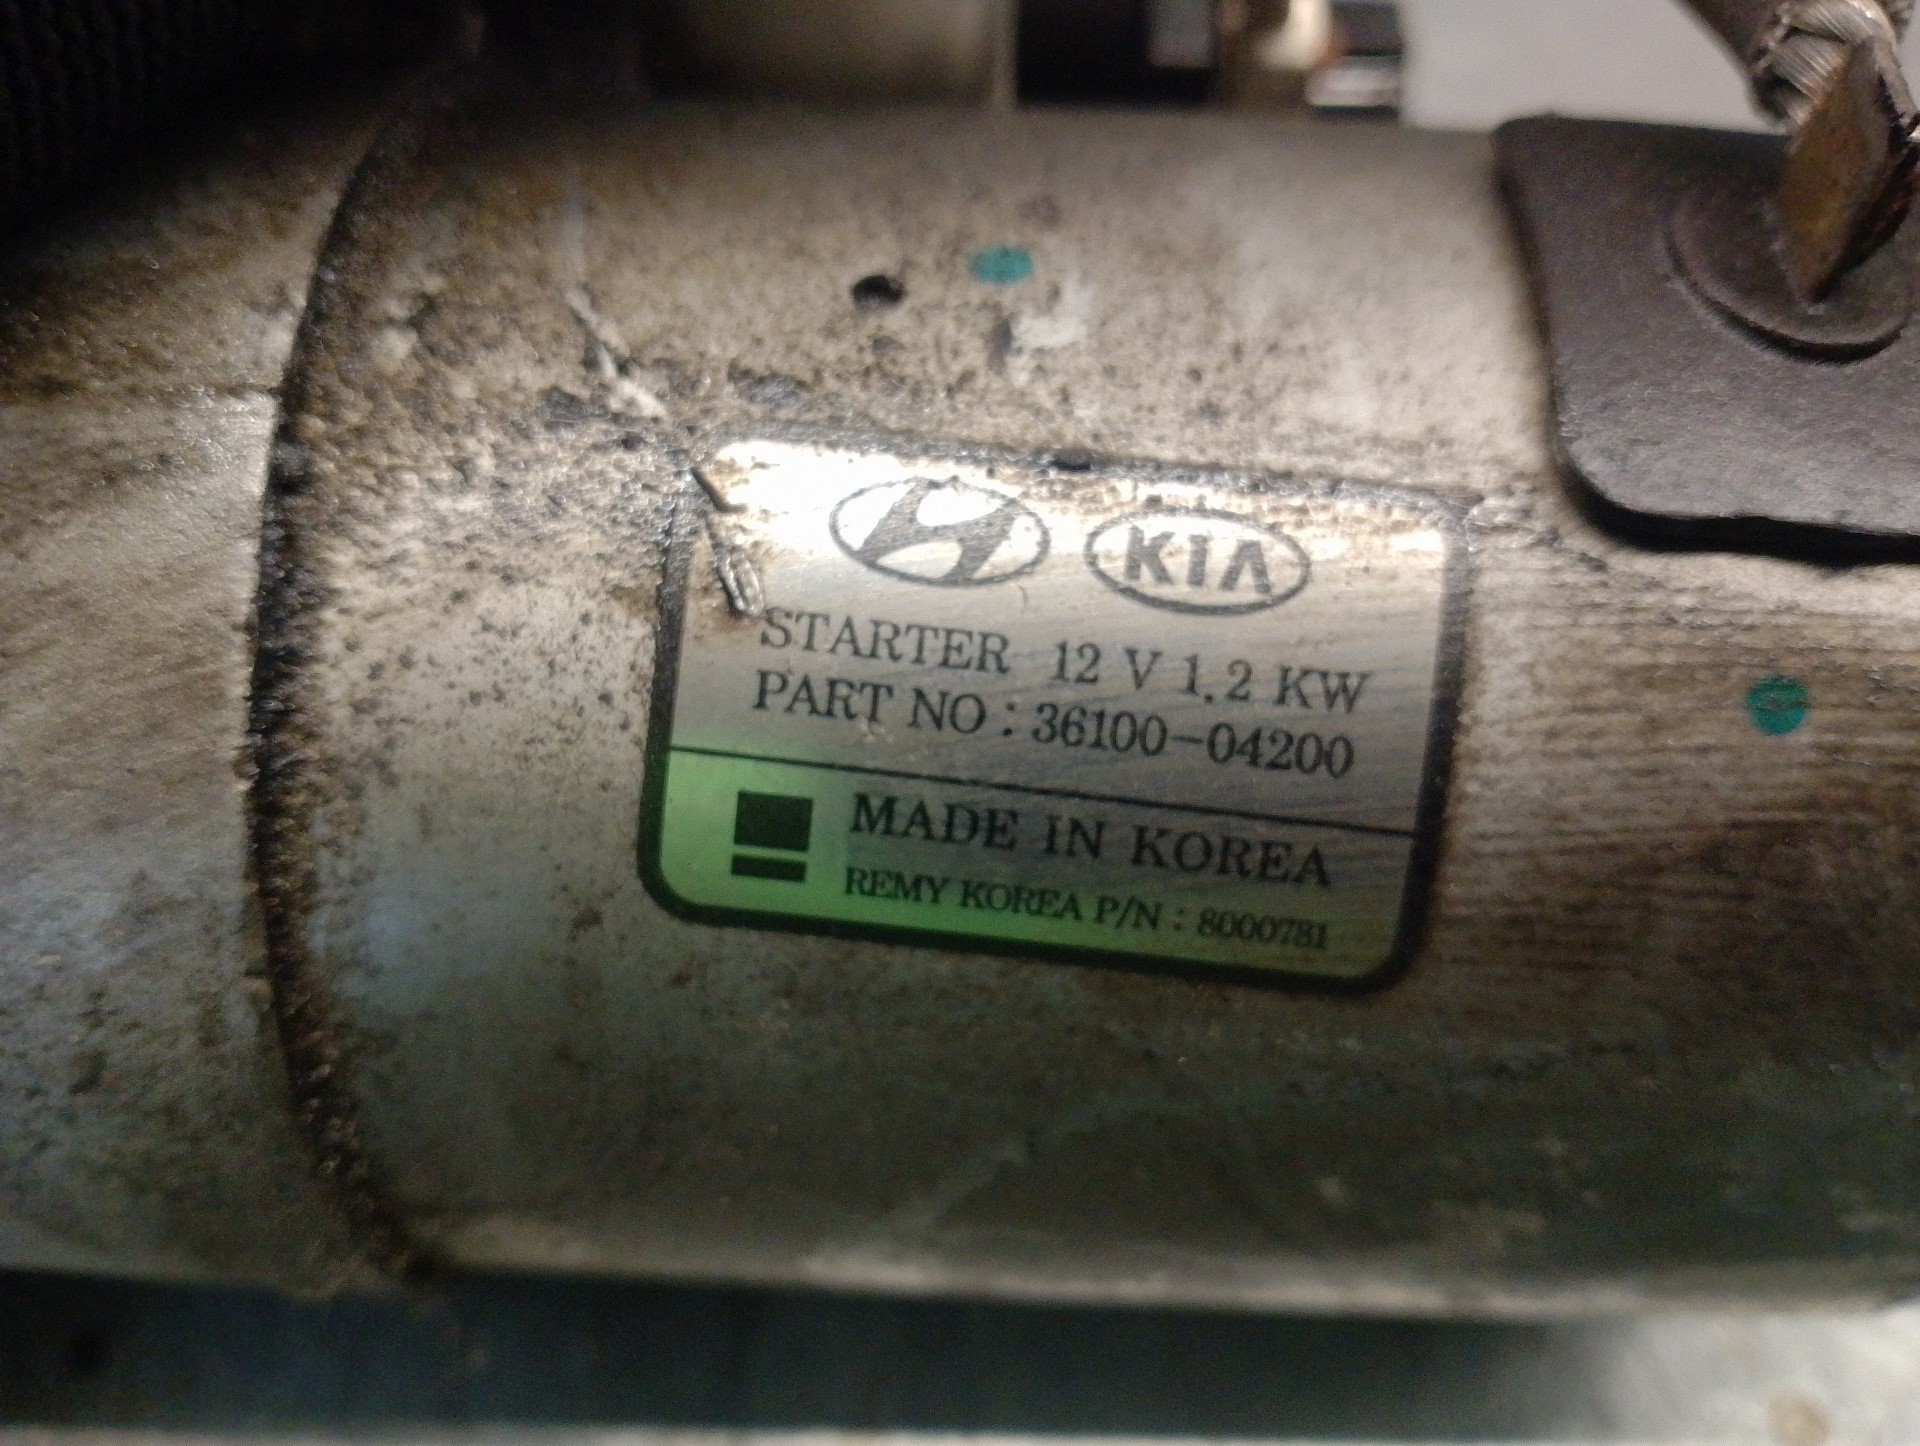 KIA
STARTER 12 V 1.2 KW
PART NO : 36100-04200
MADE IN KOREA
REMY KOREA P/N : 8000781